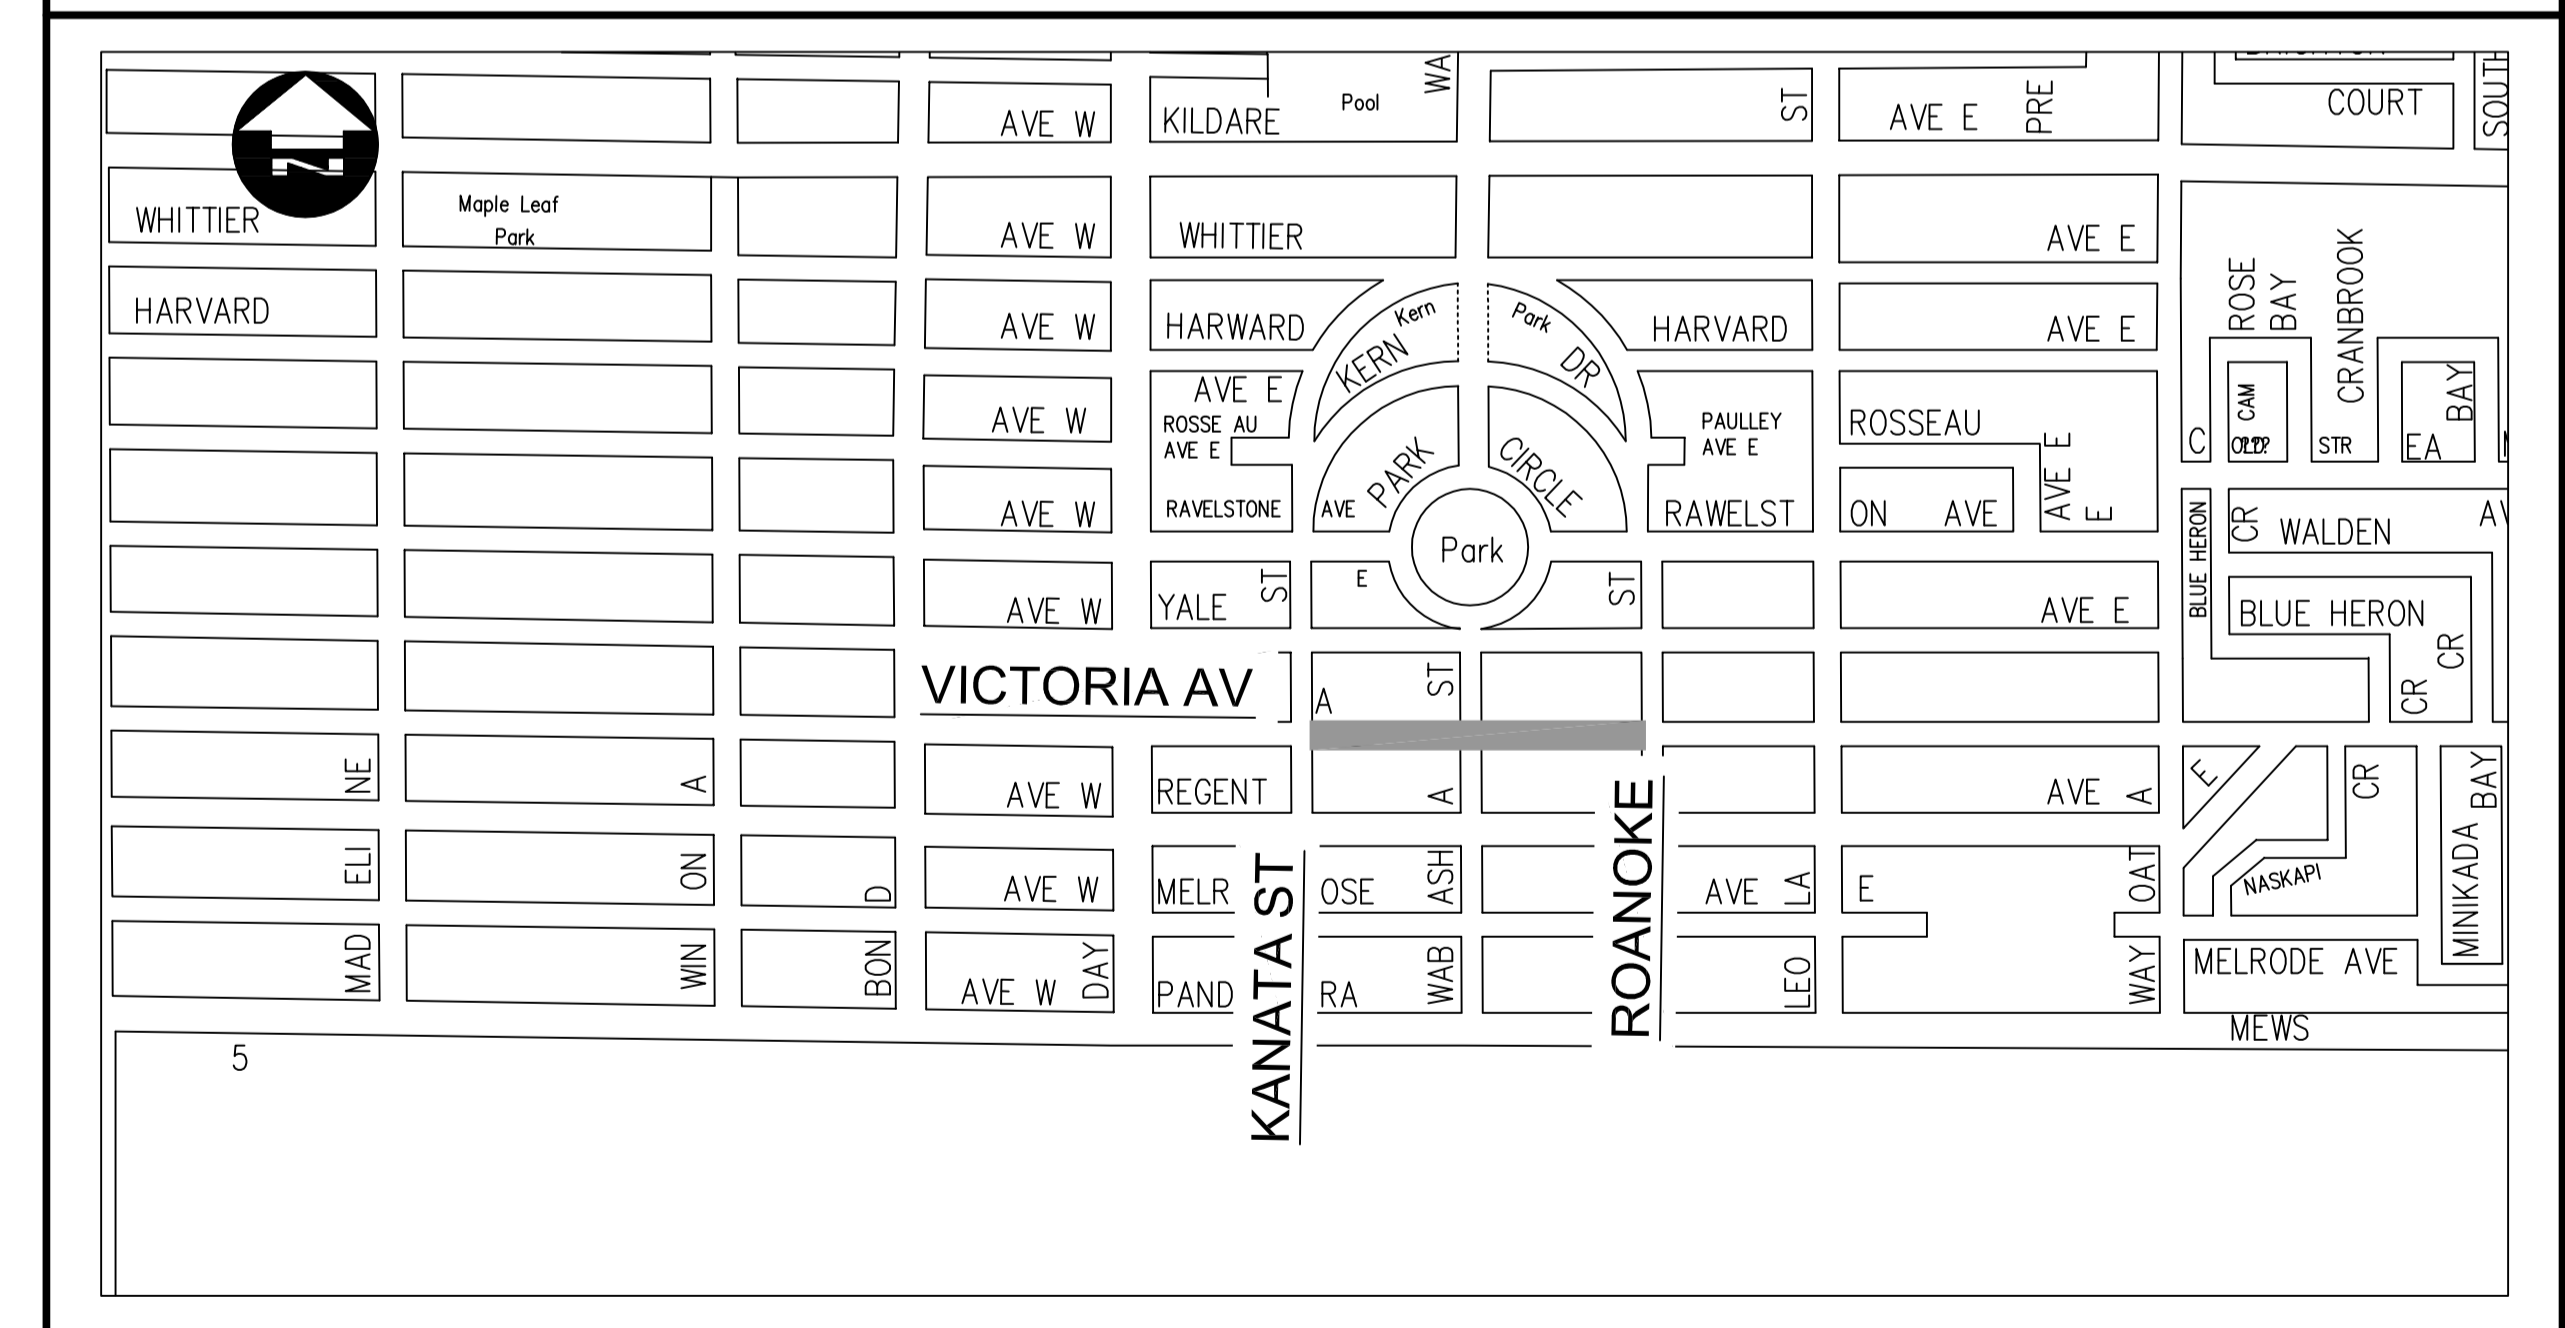 WA
AVE W
KILDARE
Pool
ST
AVE E
PRE
COURT
SOUTH
N
WHITTIER
Maple Leaf
Park
AVE W
WHITTIER
AVE E
ROSE
BAY
CRANBROOK
HARVARD
AVE W
HARWARD
Kern
Park
KERN
DR
HARVARD
AVE E
AVE W
AVE E
ROSSE AU
AVE E
PAULLEY
AVE E
ROSSEAU
AVE E
E
C
CAM
STR
EA
BAY
AVE W
RAVELSTONE
AVE
PARK
CIRCLE
RAWELST
ON
AVE
BLUE HERON
CR
WALDEN
AV
Park
AVE W
YALE
ST
E
ST
AVE E
BLUE HERON
CR
CR
VICTORIA AV
A
ST
NE
A
AVE W
REGENT
A
AVE
A
E
CR
BAY
ROANOKE
ELI
ON
D
AVE W
MELR
OSE
ASH
AVE
LA
E
OAT
NASKAPI
MINIKADA
KANATA ST
MAD
WIN
BON
AVE W
DAY
PAND
RA
WAB
LEO
WAY
MELRODE AVE
MEWS
5